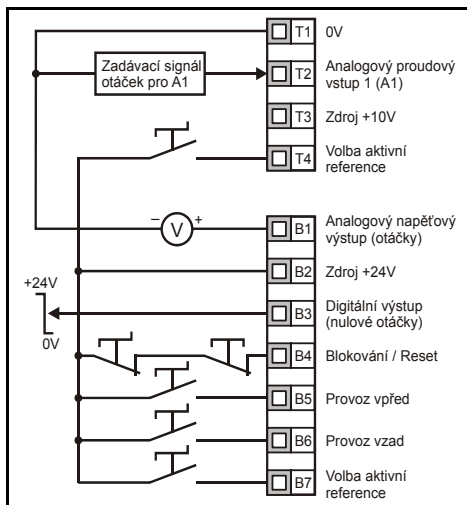 T1 0V
Zadávací signál
otáček pro A1
T2 Analogový proudový
vstup 1 (A1)
T3 Zdroj +10V
T4 Volba aktivní
reference
– V +
B1 Analogový napěťový
výstup (otáčky)
B2 Zdroj +24V
+24V
0V
B3 Digitální výstup
(nulové otáčky)
B4 Blokování / Reset
B5 Provoz vpřed
B6 Provoz vzad
B7 Volba aktivní
reference